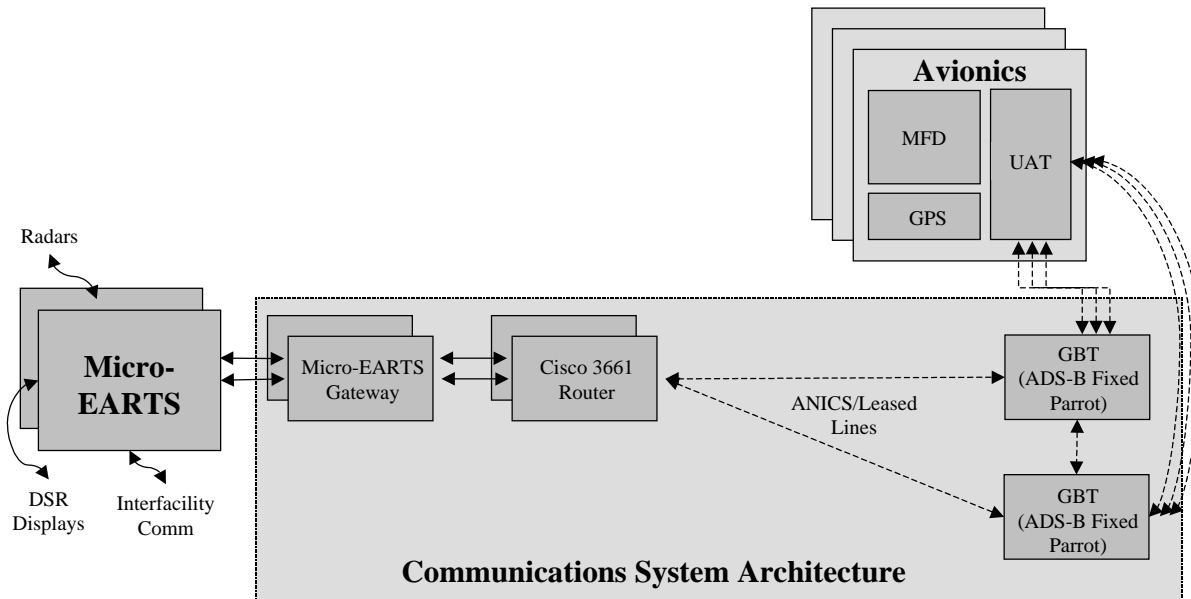 Avionics
MFD
UAT
GPS
Radars
Micro-
EARTS
DSR
Displays
Interfacility
Comm
Micro-EARTS
Gateway
Cisco 3661
Router
ANICS/Leased
Lines
GBT
(ADS-B Fixed
Parrot)
GBT
(ADS-B Fixed
Parrot)
Communications System Architecture